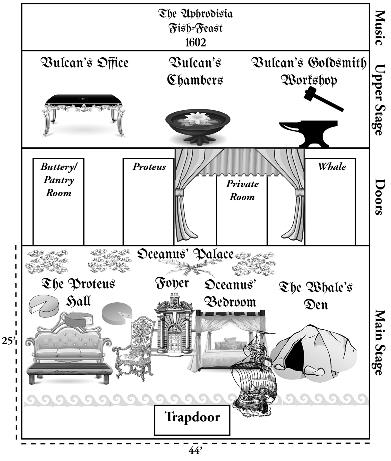 The Aphrodisia
Fish-Feast
1602
Music
Vulcan's Office
Vulcan's
Chambers
Vulcan's Goldsmith
Workshop
Upper Stage
Buttery/
Pantry
Room
Proteus
Private
Room
Whale
Doors
Oceanus' Palace
The Proteus
Hall
Foyer
Oceanus'
Bedroom
The Whale's
Den
Main Stage
25'
Trapdoor
44'